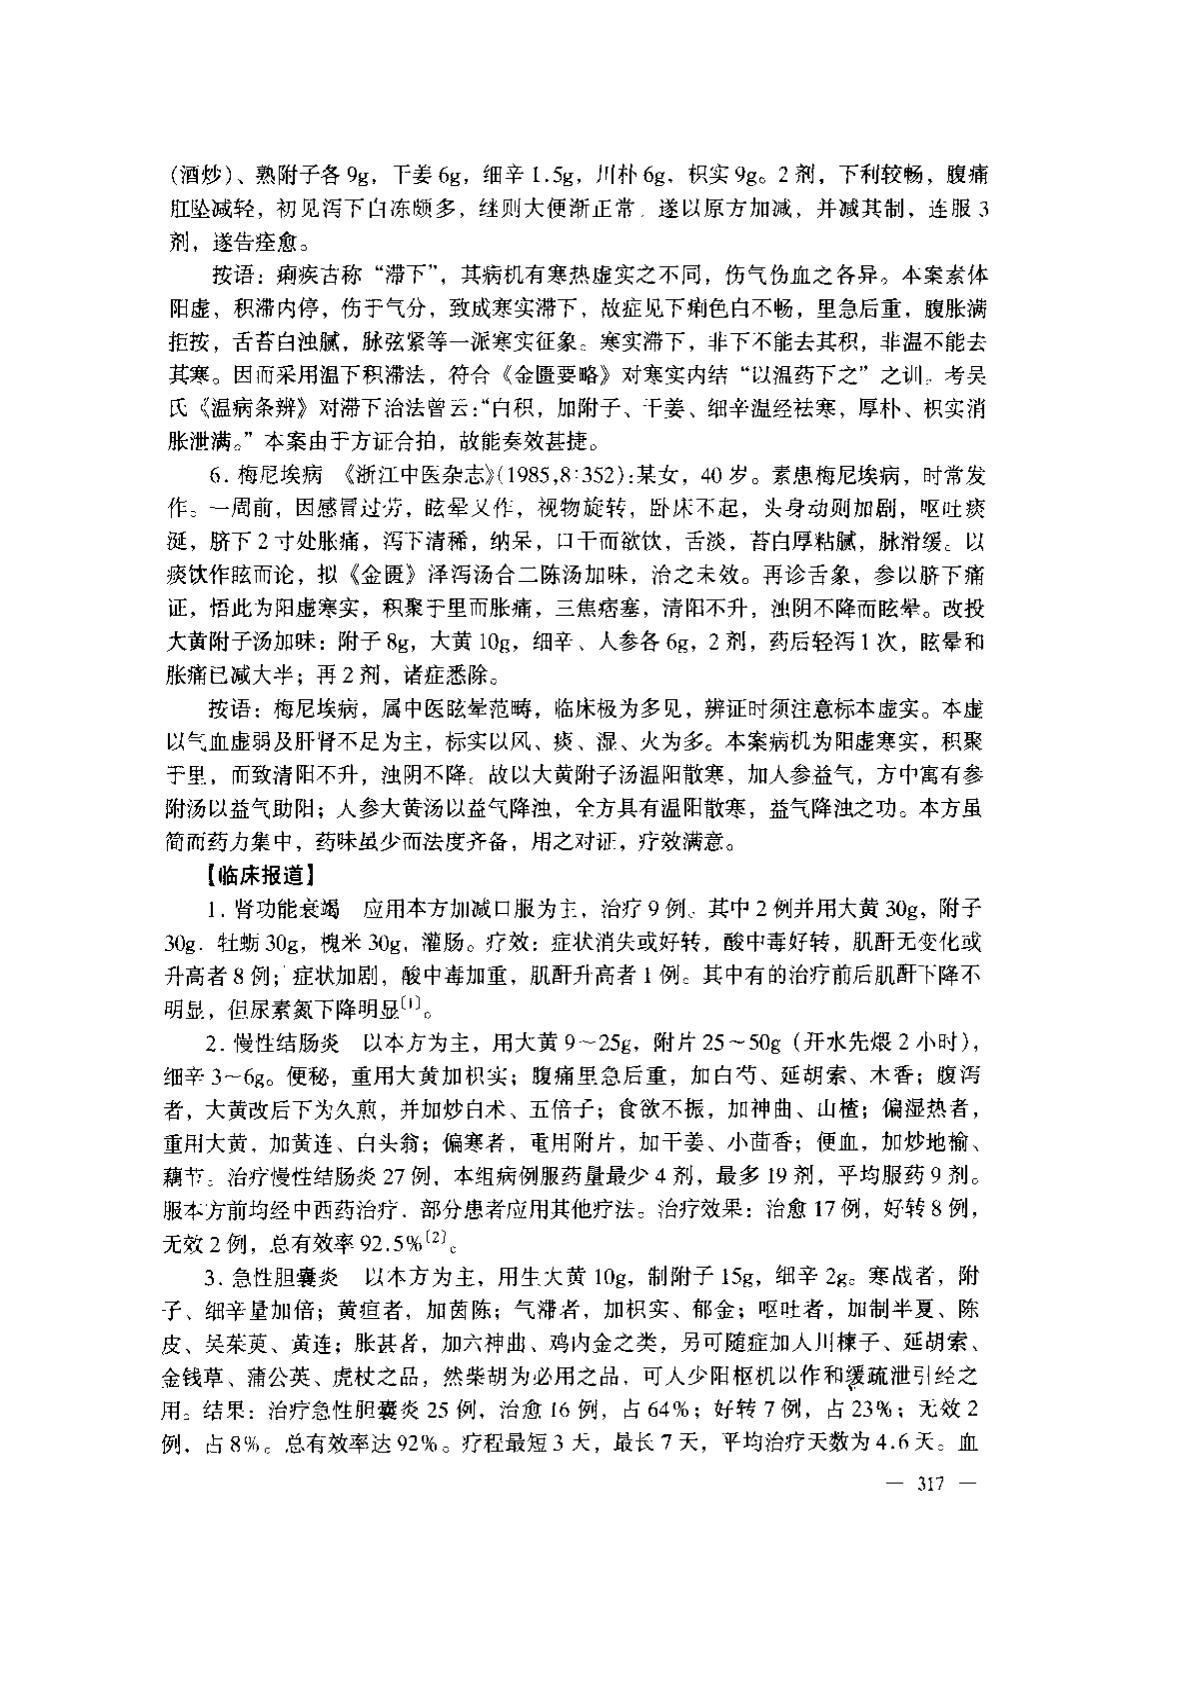 (酒炒)、熟附子各9g，干姜6g，细辛1.5g，川朴6g，枳实9g。2剂，下利较畅，腹痛
肛坠减轻，初见泻下白冻颇多，继则大便渐正常，遂以原方加减，并减其制，连服3
剂，遂告痊愈。
按语：痢疾古称“滞下”，其病机有寒热虚实之不同，伤气伤血之各异。本案素体
阳虚，积滞内停，伤于气分，致成寒实滞下，故症见下痢色白不畅，里急后重，腹胀满
拒按，舌苔白浊腻，脉弦紧等一派寒实征象。寒实滞下，非下不能去其积，非温不能去
其寒。因而采用温下积滞法，符合《金匮要略》对寒实内结“以温药下之”之训。考吴
氏《温病条辨》对滞下治法曾云：“白积，加附子、干姜、细辛温经祛寒，厚朴、枳实消
胀泄满。”本案由于方证合拍，故能奏效甚捷。
6. 梅尼埃病 《浙江中医杂志》(1985,8:352):某女，40岁。素患梅尼埃病，时常发
作。一周前，因感冒过劳，眩晕又作，视物旋转，卧床不起，头身动则加剧，呕吐痰
涎，脐下2寸处胀痛，泻下清稀，纳呆，口干而欲饮，舌淡，苔白厚粘腻，脉滑缓。以
痰饮作眩而论，拟《金匮》泽泻汤合二陈汤加味，治之未效。再诊舌象，参以脐下痛
证，悟此为阳虚寒实，积聚于里而胀痛，三焦痞塞，清阳不升，浊阴不降而眩晕。改投
大黄附子汤加味：附子8g，大黄10g，细辛、人参各6g，2剂，药后轻泻1次，眩晕和
胀痛已减大半；再2剂，诸症悉除。
按语：梅尼埃病，属中医眩晕范畴，临床极为多见，辨证时须注意标本虚实。本虚
以气血虚弱及肝肾不足为主，标实以风、痰、湿、火为多。本案病机为阳虚寒实，积聚
于里，而致清阳不升，浊阴不降。故以大黄附子汤温阳散寒，加人参益气，方中寓有参
附汤以益气助阳；人参大黄汤以益气降浊，全方具有温阳散寒，益气降浊之功。本方虽
简而药力集中，药味虽少而法度齐备，用之对证，疗效满意。
【临床报道】
1. 肾功能衰竭 应用本方加减口服为主，治疗9例。其中2例并用大黄30g，附子
30g，牡蛎30g，槐米30g，灌肠。疗效：症状消失或好转，酸中毒好转，肌酐无变化或
升高者8例；症状加剧，酸中毒加重，肌酐升高者1例。其中有的治疗前后肌酐下降不
明显，但尿素氮下降明显〔1〕。
2. 慢性结肠炎 以本方为主，用大黄9～25g，附片25～50g（开水先煨2小时），
细辛3～6g。便秘，重用大黄加枳实；腹痛里急后重，加白芍、延胡索、木香；腹泻
者，大黄改后下为久煎，并加炒白术、五倍子；食欲不振，加神曲、山楂；偏湿热者，
重用大黄，加黄连、白头翁；偏寒者，重用附片，加干姜、小茴香；便血，加炒地榆、
藕节。治疗慢性结肠炎27例，本组病例服药量最少4剂，最多19剂，平均服药9剂。
服本方前均经中西药治疗，部分患者应用其他疗法。治疗效果：治愈17例，好转8例，
无效2例，总有效率92.5%〔2〕。
3. 急性胆囊炎 以本方为主，用生大黄10g，制附子15g，细辛2g。寒战者，附
子、细辛量加倍；黄疸者，加茵陈；气滞者，加枳实、郁金；呕吐者，加制半夏、陈
皮、吴茱萸、黄连；胀甚者，加六神曲、鸡内金之类，另可随症加入川楝子、延胡索、
金钱草、蒲公英、虎杖之品，然柴胡为必用之品，可入少阳枢机以作和缓疏泄引经之
用。结果：治疗急性胆囊炎25例，治愈16例，占64%；好转7例，占23%；无效2
例，占8%。总有效率达92%。疗程最短3天，最长7天，平均治疗天数为4.6天。血
— 317 —